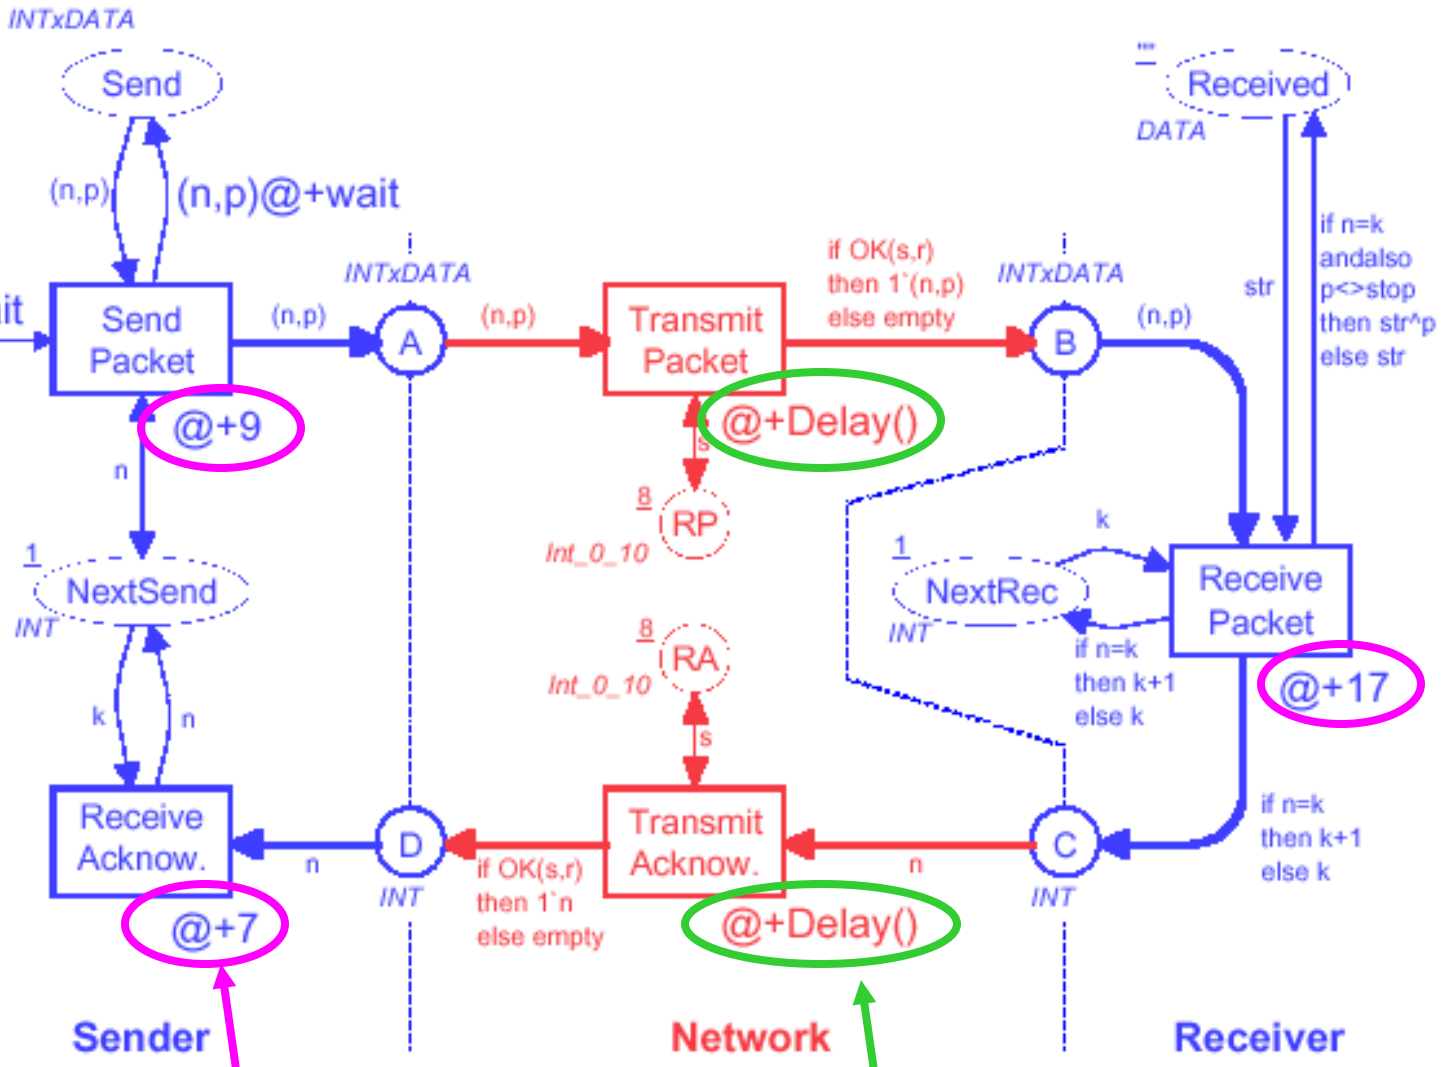 INTxDATA
Send
(n,p)
(n,p)@+wait
it
Send
Packet
@+9
n
1
NextSend
INT
k
n
Receive
Acknow.
@+7
Sender
(n,p)
INTxDATA
A
(n,p)
Transmit
Packet
@+Delay()
s
8
RP
Int_0_10
8
RA
Int_0_10
s
Transmit
Acknow.
@+Delay()
if OK(s,r)
then 1`(n,p)
else empty
INTxDATA
B
(n,p)
""
Received
DATA
str
if n=k
andalso
p<>stop
then str^p
else str
k
1
NextRec
INT
if n=k
then k+1
else k
Receive
Packet
@+17
if n=k
then k+1
else k
C
INT
n
if OK(s,r)
then 1`n
else empty
D
INT
n
Network
Receiver